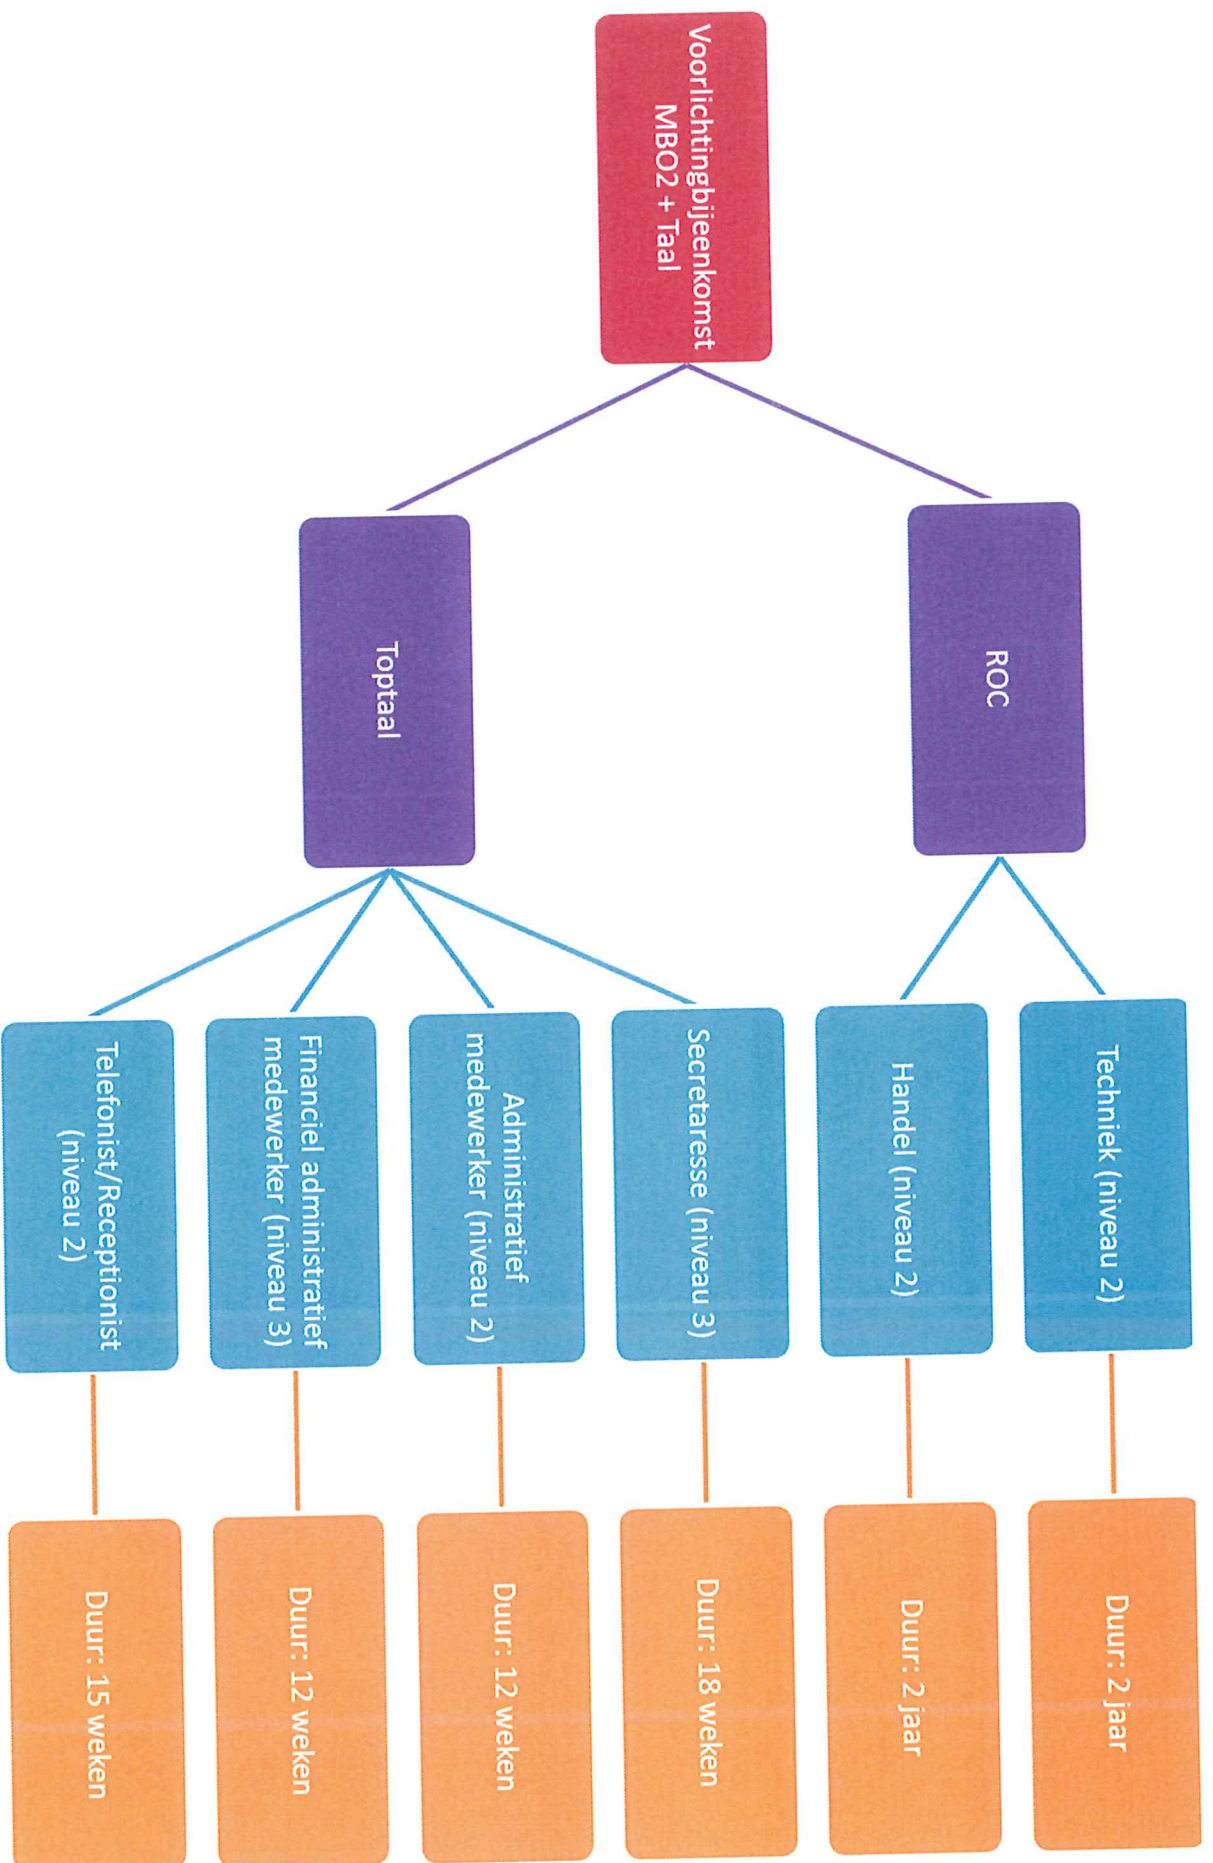 Voorlichtingbijeenkomst
MBO2 + Taal
ROC
Toptaal
Techniek (niveau 2)
Handel (niveau 2)
Secretaresse (niveau 3)
Administratief
medewerker (niveau 2)
Financiel administratief
medewerker (niveau 3)
Telefonist/Receptionist
(niveau 2)
Duur: 2 jaar
Duur: 2 jaar
Duur: 18 weken
Duur: 12 weken
Duur: 12 weken
Duur: 15 weken